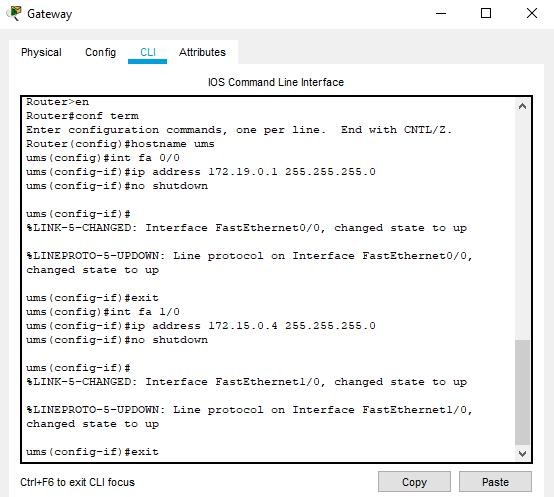 Gateway
Physical Config CLI Attributes
IOS Command Line Interface
Router>en
Router#conf term
Enter configuration commands, one per line.  End with CNTL/Z.
Router(config)#hostname ums
ums(config)#int fa 0/0
ums(config-if)#ip address 172.19.0.1 255.255.255.0
ums(config-if)#no shutdown
ums(config-if)#
%LINK-5-CHANGED: Interface FastEthernet0/0, changed state to up
%LINEPROTO-5-UPDOWN: Line protocol on Interface FastEthernet0/0,
changed state to up
ums(config-if)#exit
ums(config)#int fa 1/0
ums(config-if)#ip address 172.15.0.4 255.255.255.0
ums(config-if)#no shutdown
ums(config-if)#
%LINK-5-CHANGED: Interface FastEthernet1/0, changed state to up
%LINEPROTO-5-UPDOWN: Line protocol on Interface FastEthernet1/0,
changed state to up
ums(config-if)#exit
Ctrl+F6 to exit CLI focus Copy Paste